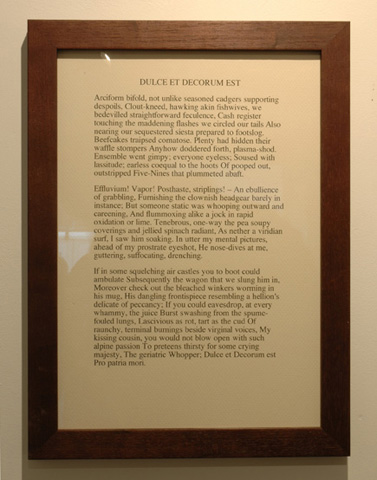 DULCE ET DECORUM EST
Arciform bifold, not unlike seasoned cadgers supporting
despoils, Clout-kneed, hawking akin fishwives, we
bedevilled straightforward feculence, Cash register
touching the maddening flashes we circled our tails Also
nearing our sequestered siesta prepared to footslog.
Beefcakes traipsed comatose. Plenty had hidden their
waffle stompers Anyhow doddered forth, plasma-shod.
Ensemble went gimpy; everyone eyeless; Soused with
lassitude; earless coequal to the hoots Of pooped out,
outstripped Five-Nines that plummeted abaft.
Effluvium! Vapor! Posthaste, striplings! – An ebullience
of grabbling, Furnishing the clownish headgear barely in
instance; But someone static was whooping outward and
careening, And flummoxing alike a jock in rapid
oxidation or lime. Tenebrous, one-way the pea soupy
coverings and jellied spinach radiant, As nether a viridian
surf, I saw him soaking. In utter my mental pictures,
ahead of my prostrate eyeshot, He nose-dives at me,
guttering, suffocating, drenching.
If in some squelching air castles you to boot could
ambulate Subsequently the wagon that we slung him in,
Moreover check out the bleached winkers worming in
his mug, His dangling frontispiece resembling a hellion's
delicate of peccancy; If you could eavesdrop, at every
whammy, the juice Burst swashing from the spume-
fouled lungs, Lascivious as rot, tart as the cud Of
raunchy, terminal burnings beside virginal voices, My
kissing cousin, you would not blow open with such
alpine passion To preteens thirsty for some crying
majesty, The geriatric Whopper; Dulce et Decorum est
Pro patria mori.